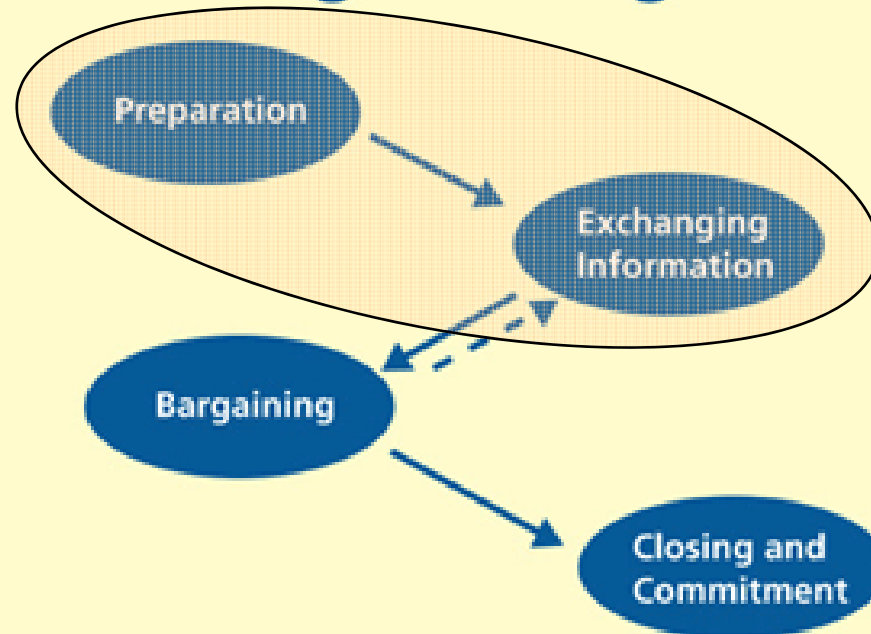 Preparation
Exchanging
Information
Bargaining
Closing and
Commitment